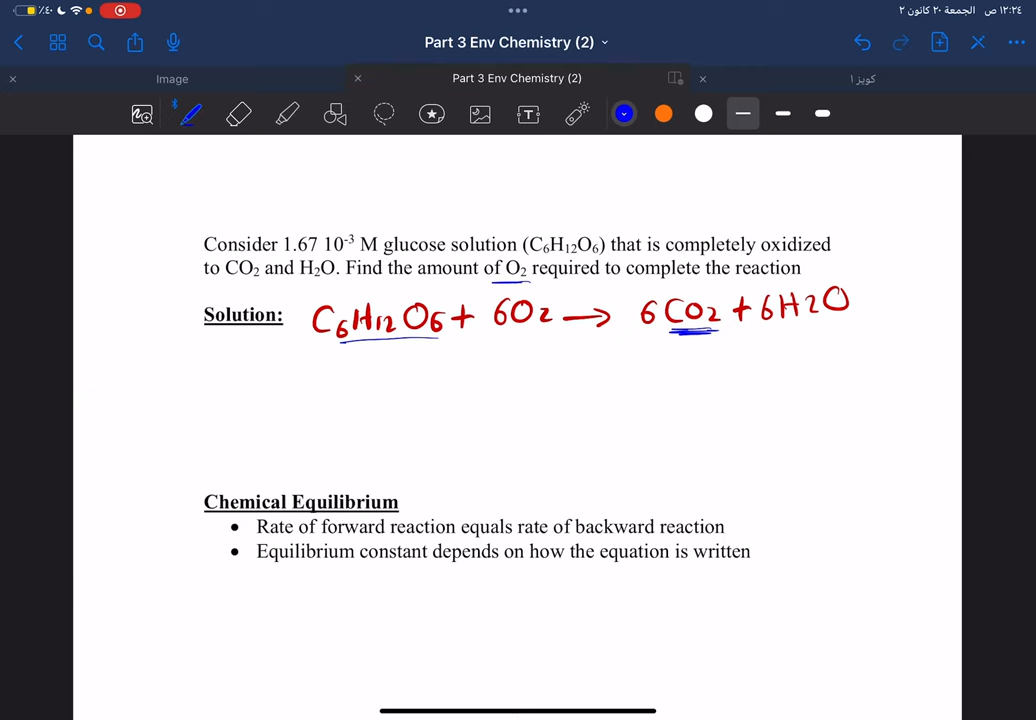 ٪٤٠
١٢:٢٤ ص الجمعة ٢٠ كانون ٢
Part 3 Env Chemistry (2)
Image
Part 3 Env Chemistry (2)
كويز ١
Consider 1.67 10⁻³ M glucose solution (C₆H₁₂O₆) that is completely oxidized
to CO₂ and H₂O. Find the amount of O₂ required to complete the reaction
Solution: C₆H₁₂O₆ + 6O₂ → 6CO₂ + 6H₂O
Chemical Equilibrium
• Rate of forward reaction equals rate of backward reaction
• Equilibrium constant depends on how the equation is written